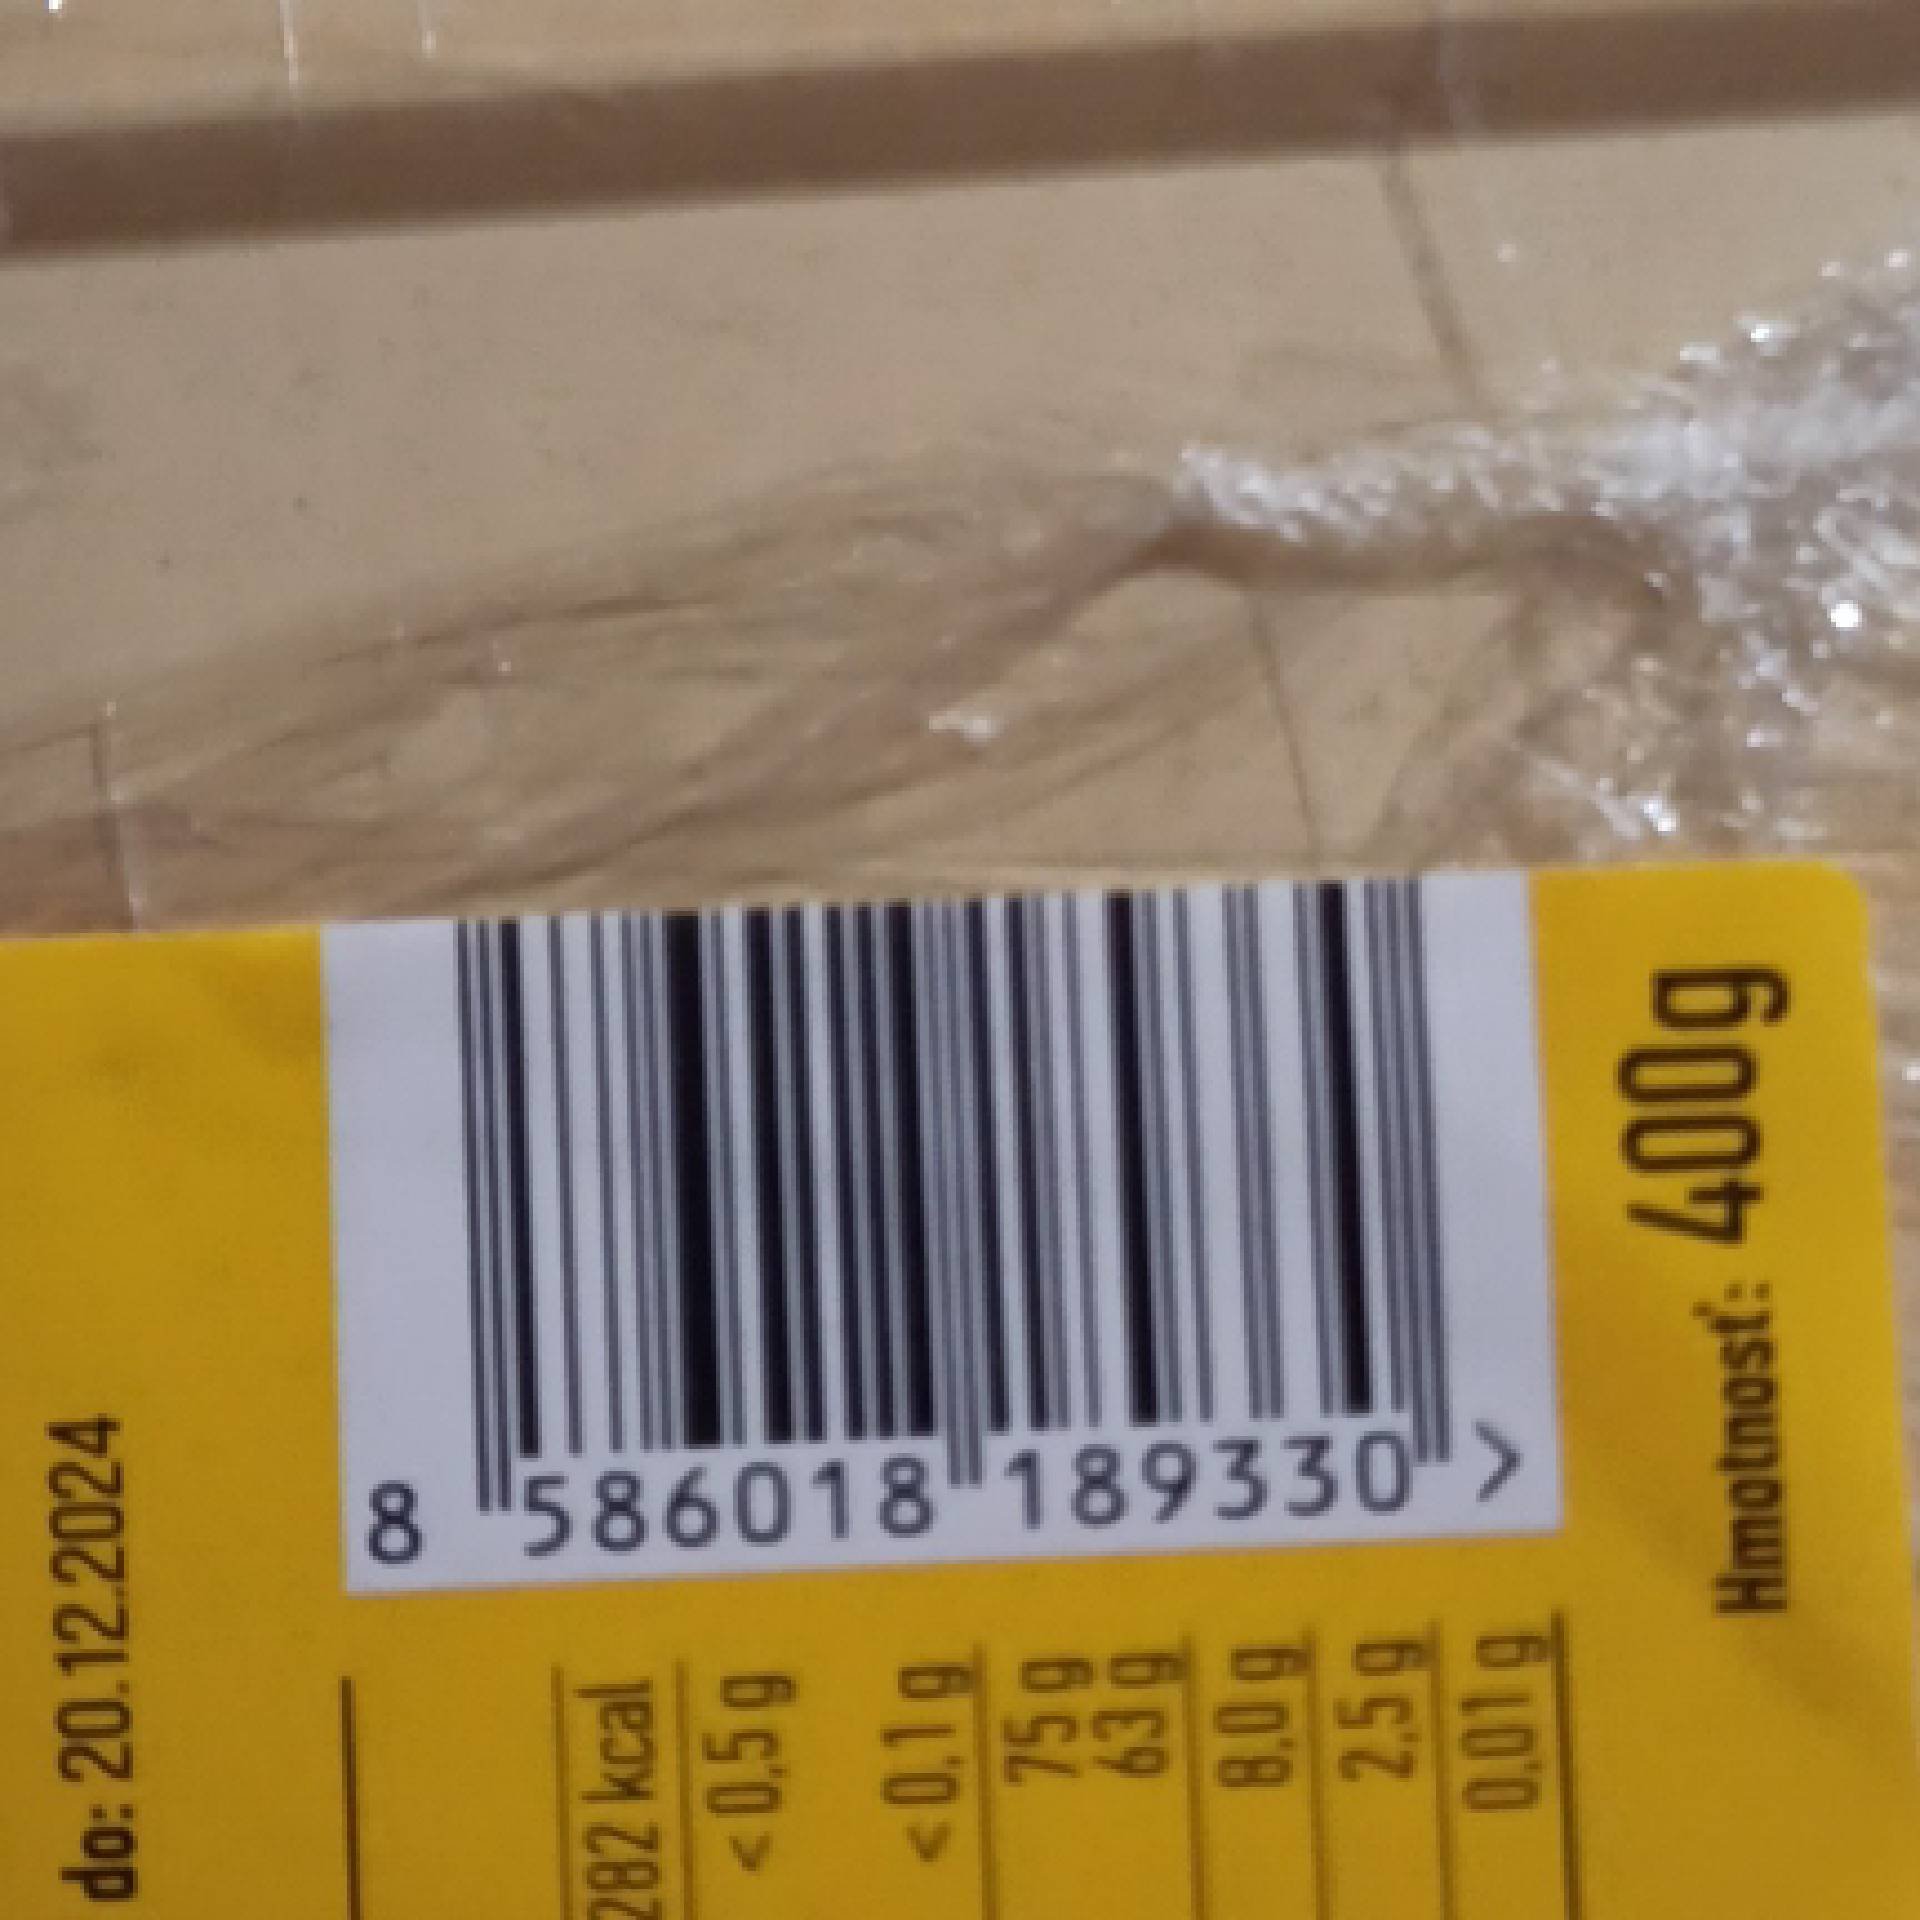 8 586018 189330 >
Hmotnosť: 400g
do: 20.12.2024
282 kcal
< 0,5 g
< 0,1 g
75 g
63 g
8,0 g
2,5 g
0,01 g